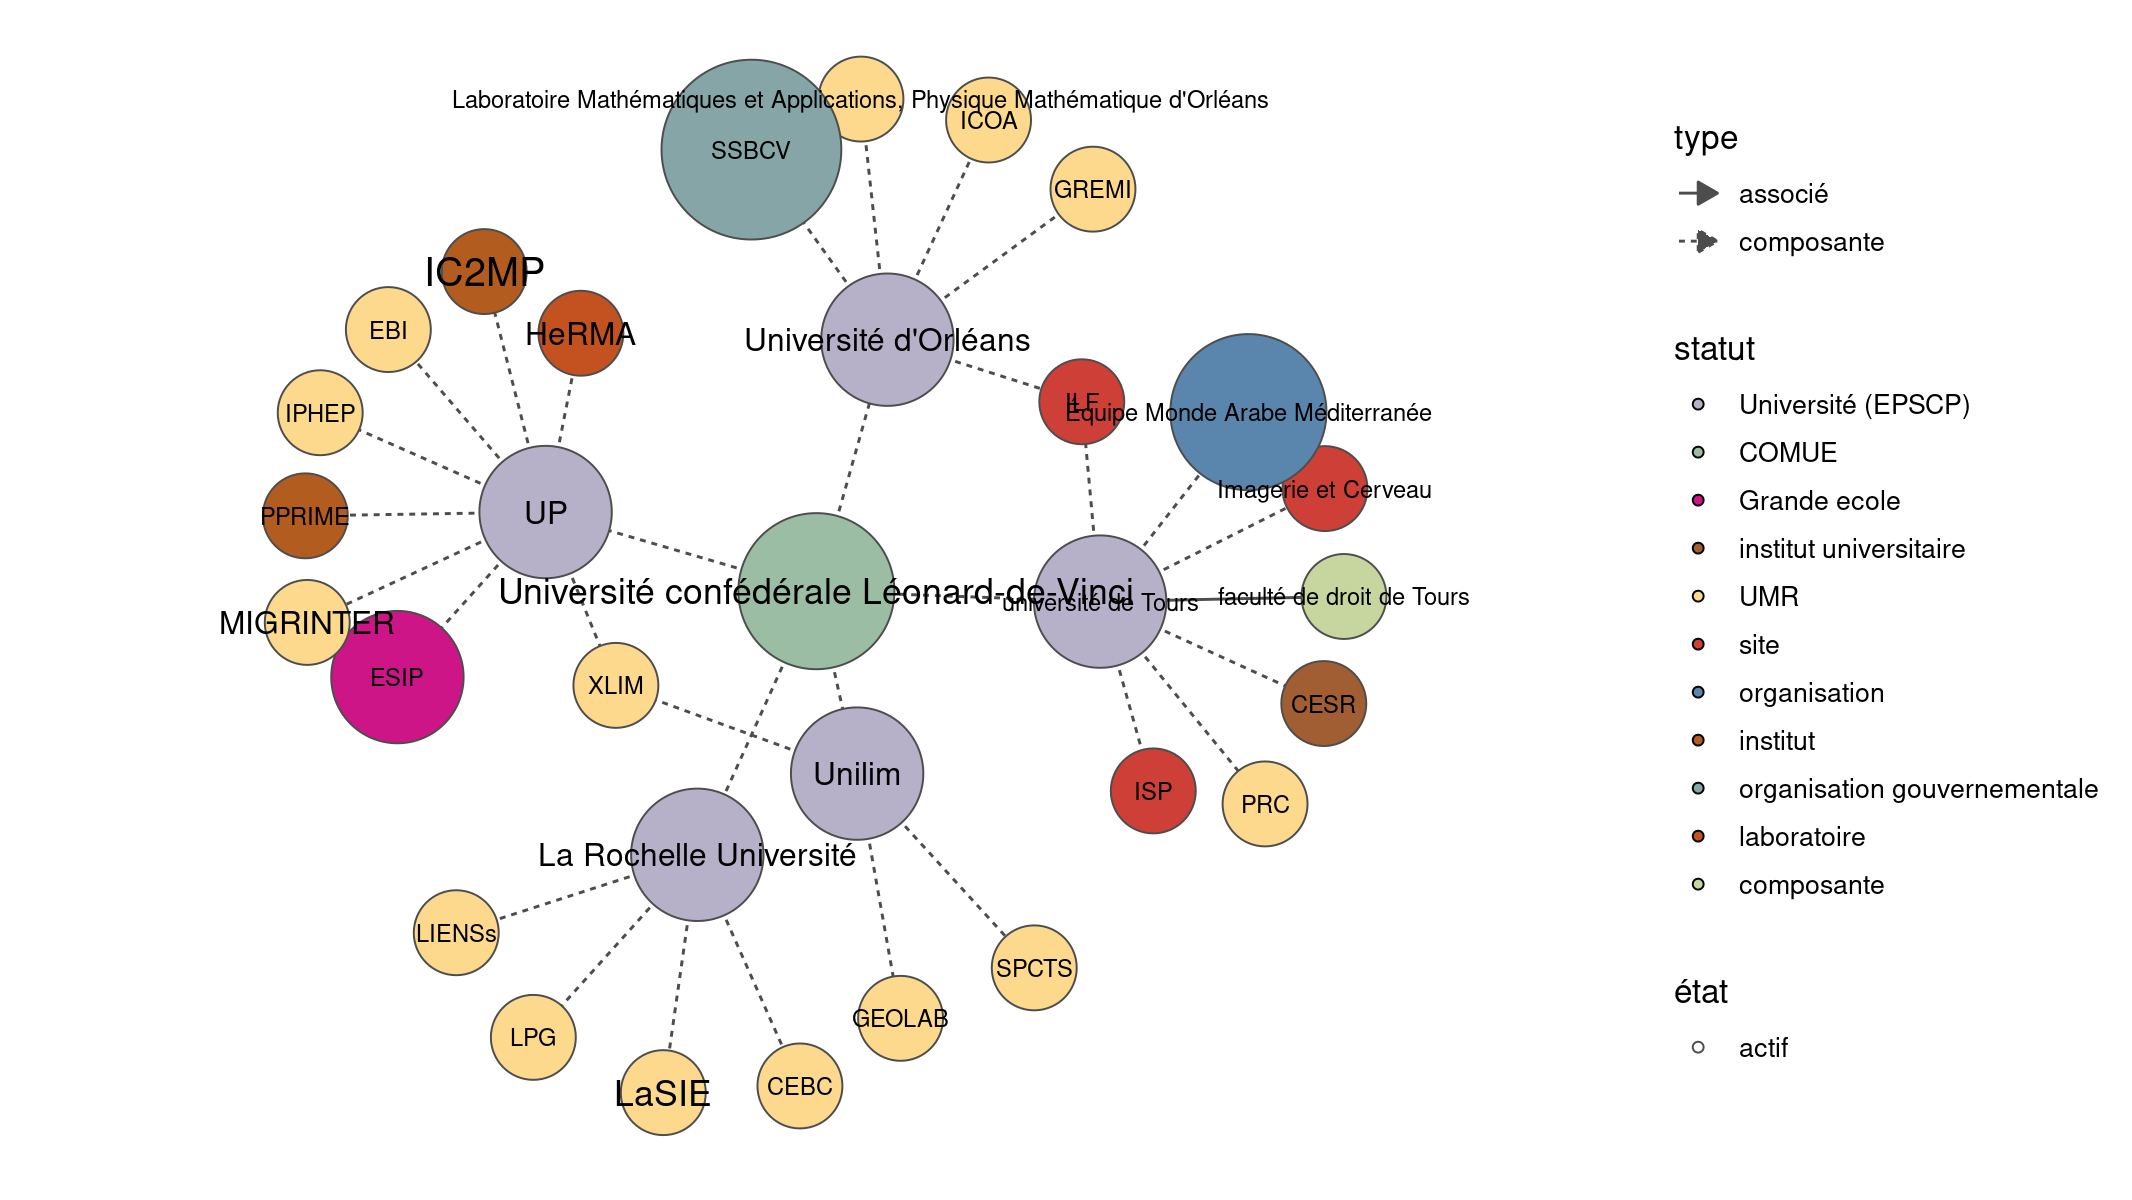 Laboratoire Mathématiques et Applications, Physique Mathématique d'Orléans
SSBCV
ICOA
GREMI
IC2MP
EBI
HeRMA
Université d'Orléans
IPHEP
ILF
Équipe Monde Arabe Méditerranée
Imagerie et Cerveau
PPRIME
UP
Université confédérale Léonard-de-Vinci
université de Tours
faculté de droit de Tours
MIGRINTER
ESIP
XLIM
CESR
Unilim
ISP
PRC
La Rochelle Université
LIENSs
SPCTS
GEOLAB
LPG
LaSIE
CEBC
type
associé
composante
statut
Université (EPSCP)
COMUE
Grande ecole
institut universitaire
UMR
site
organisation
institut
organisation gouvernementale
laboratoire
composante
état
actif